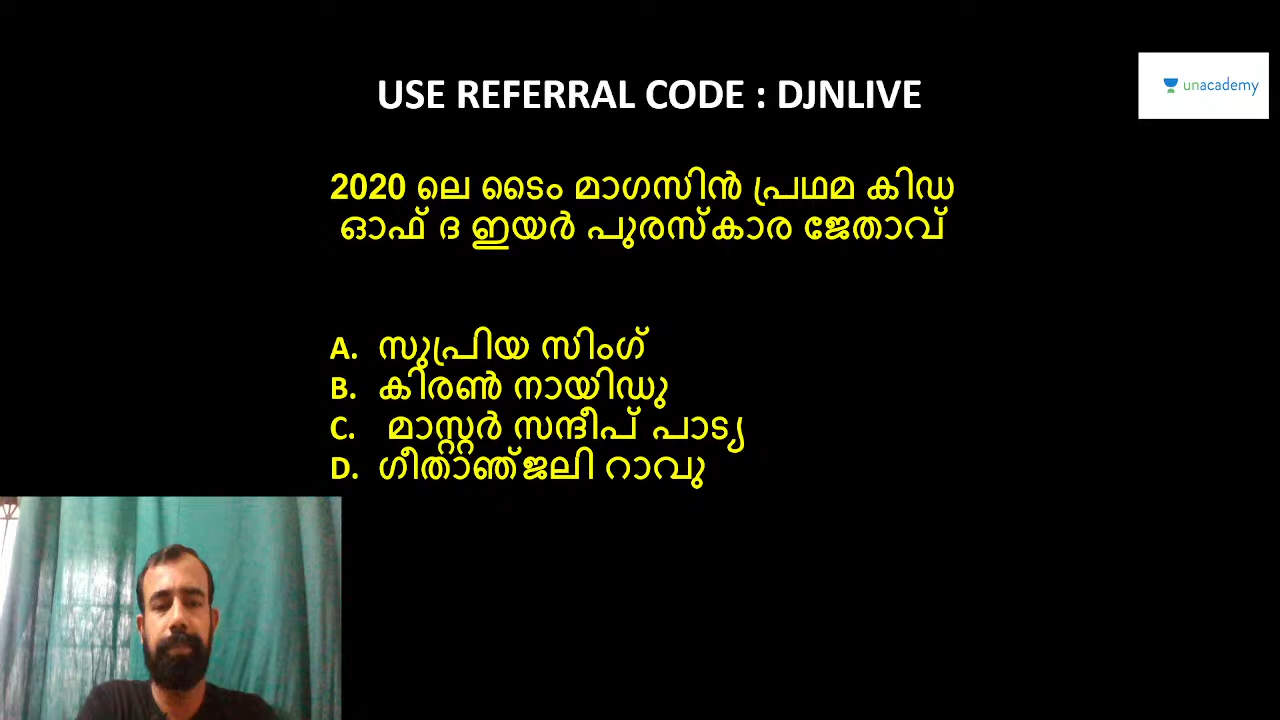 USE REFERRAL CODE : DJNLIVE
unacademy
2020 ലെ ടൈം മാഗസിൻ പ്രഥമ കിഡ
ഓഫ് ദ ഇയർ പുരസ്കാര ജേതാവ്
A. സുപ്രിയ സിംഗ്
B. കിരൺ നായിഡു
C. മാസ്റ്റർ സന്ദീപ് പാട്യ
D. ഗീതാഞ്ജലി റാവു